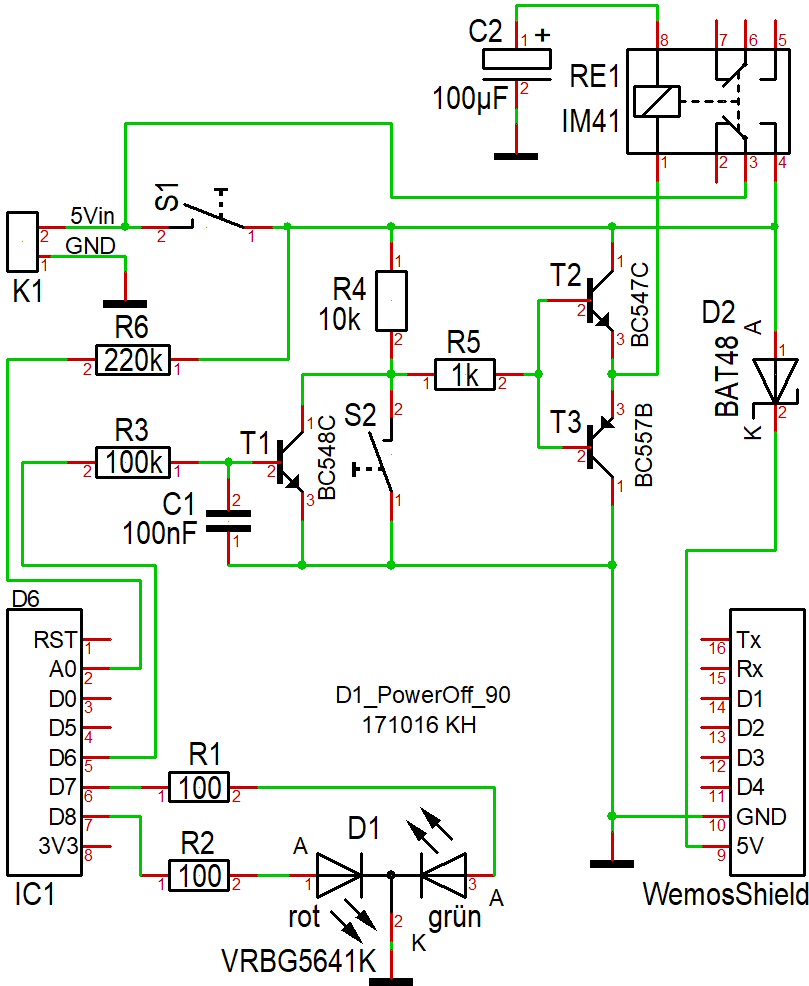 C2
1
+
2
100µF
RE1
IM41
8
7
6
5
1
2
3
4
S1
5Vin
2
GND
1
K1
2
1
R6
2
220k
1
R4
10k
1
2
R5
2
1k
1
T2
1
2
3
BC547C
D2
BAT48
A
1
K
2
R3
2
100k
1
T1
1
2
3
BC548C
S2
2
1
T3
3
2
1
BC557B
C1
100nF
2
1
D6
RST
1
A0
2
D0
3
D5
4
D6
5
D7
6
D8
7
3V3
8
IC1
D1_PowerOff_90
171016 KH
R1
1
100
2
R2
1
100
2
D1
A
1
rot
3
A
grün
2
K
VRBG5641K
16
Tx
15
Rx
14
D1
13
D2
12
D3
11
D4
10
GND
9
5V
WemosShield